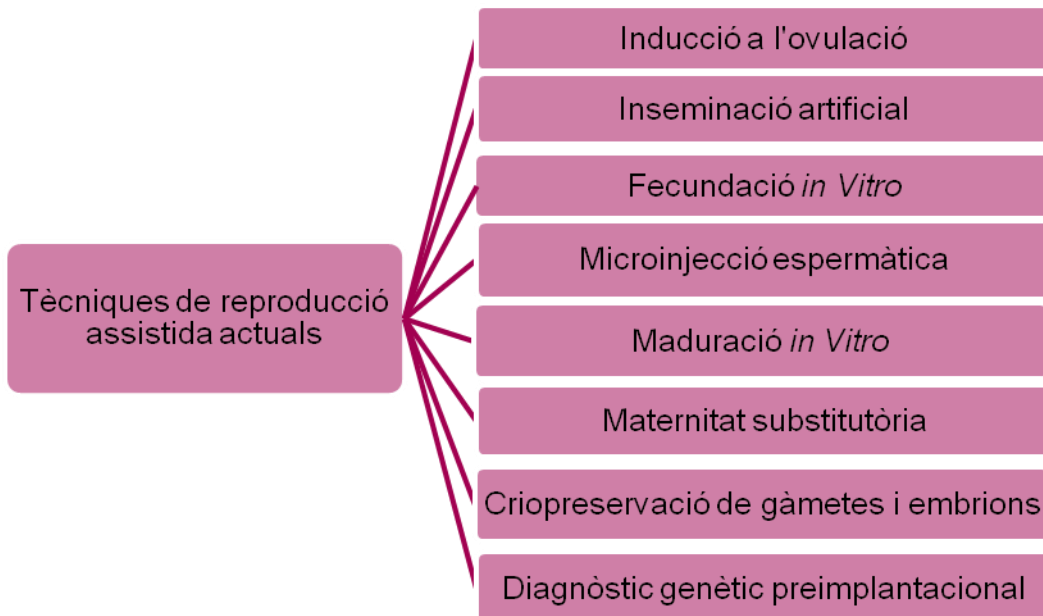 Inducció a l'ovulació
Inseminació artificial
Fecundació in Vitro
Microinjecció espermàtica
Tècniques de reproducció
assistida actuals
Maduració in Vitro
Maternitat substitutòria
Criopreservació de gàmetes i embrions
Diagnòstic genètic preimplantacional